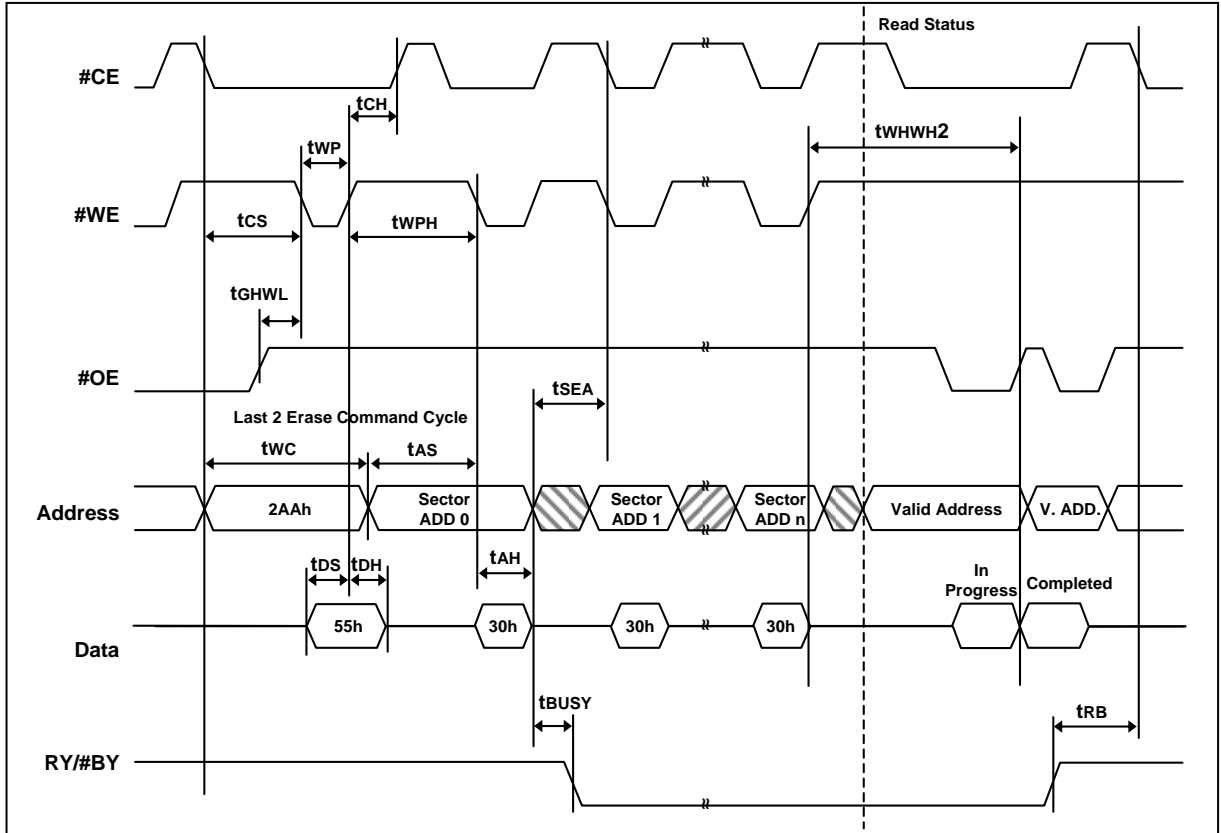 Read Status
#CE
tCH
tWHWH2
tWP
#WE
tCS
tWPH
tGHWL
#OE
tSEA
Last 2 Erase Command Cycle
tWC
tAS
Address
2AAh
Sector
ADD 0
Sector
ADD 1
Sector
ADD n
Valid Address
V. ADD.
tDS
tDH
tAH
In
Progress
Completed
Data
55h
30h
30h
30h
tBUSY
tRB
RY/#BY